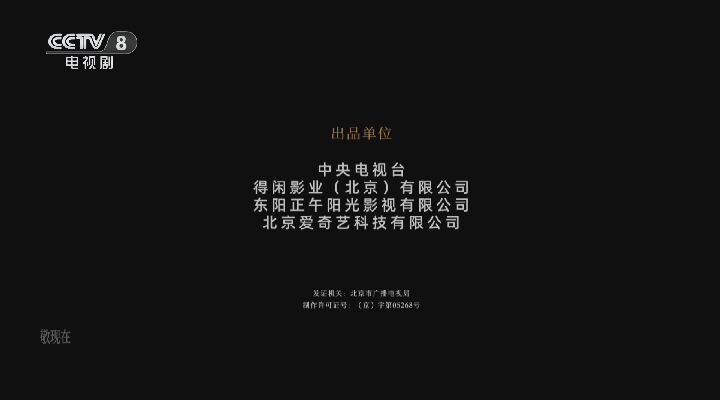 CCTV 8
电视剧
出品单位
中央电视台
得闲影业（北京）有限公司
东阳正午阳光影视有限公司
北京爱奇艺科技有限公司
发证机关：北京市广播电视局
制作许可证号：（京）字第05268号
敬现在